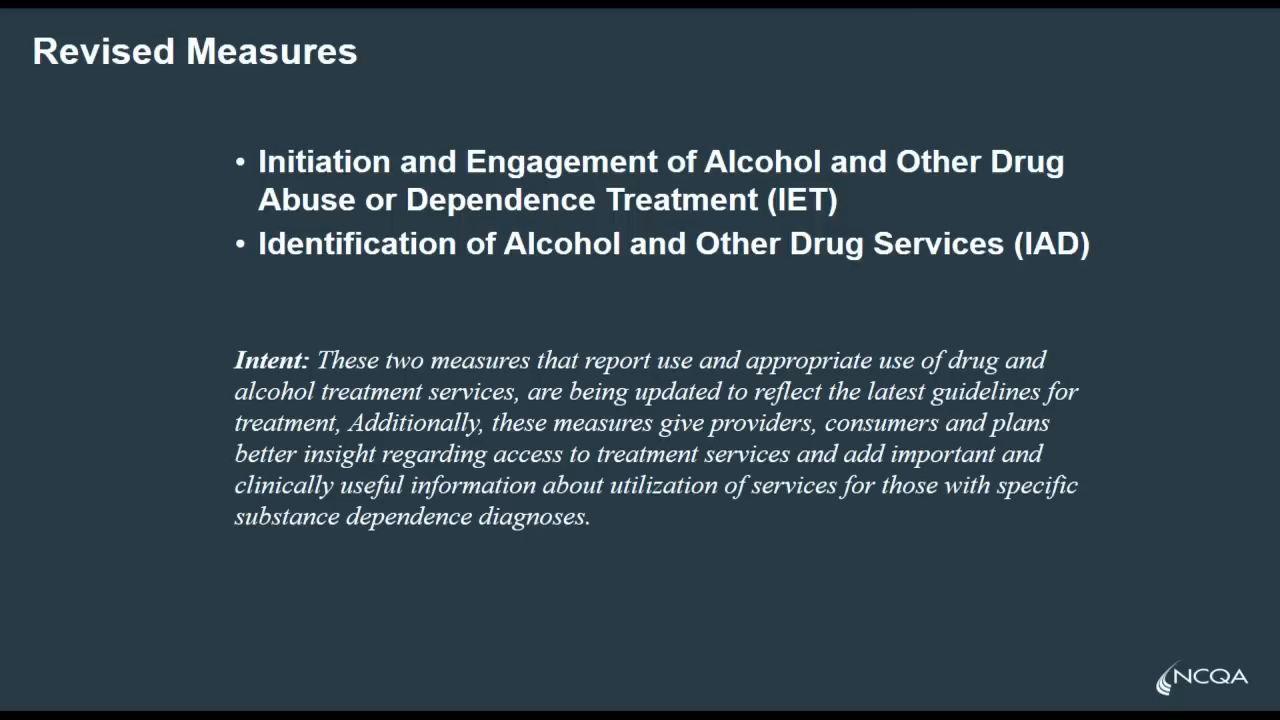 Revised Measures
• Initiation and Engagement of Alcohol and Other Drug
Abuse or Dependence Treatment (IET)
• Identification of Alcohol and Other Drug Services (IAD)
Intent: These two measures that report use and appropriate use of drug and
alcohol treatment services, are being updated to reflect the latest guidelines for
treatment, Additionally, these measures give providers, consumers and plans
better insight regarding access to treatment services and add important and
clinically useful information about utilization of services for those with specific
substance dependence diagnoses.
NCQA